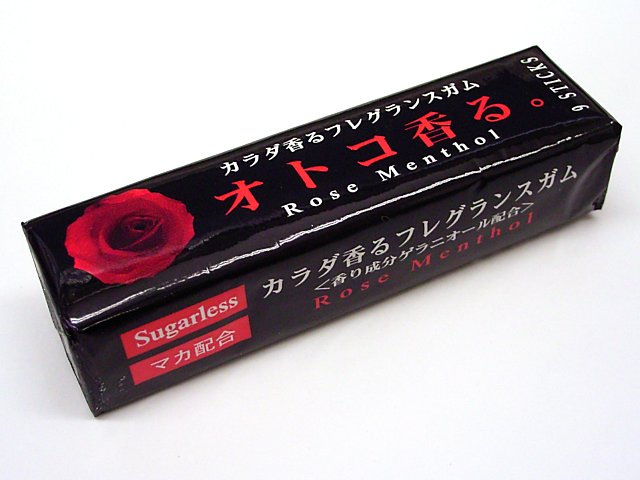 カラダ香るフレグランスガム
オトコ香る。
Rose Menthol
9 STICKS
カラダ香るフレグランスガム
<香り成分ゲラニオール配合>
Rose Menthol
Sugarless
マカ配合